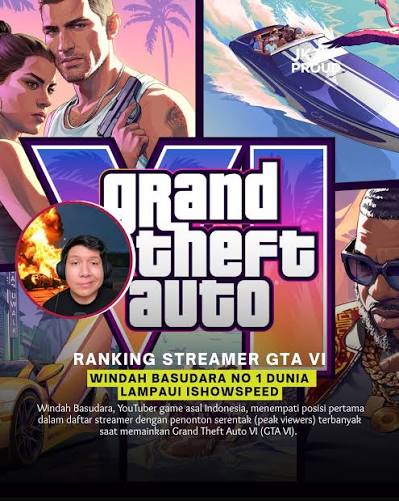 JK
PROUD
VI
grand
theft
auto
RANKING STREAMER GTA VI
WINDAH BASUDARA NO 1 DUNIA
LAMPAUI ISHOWSPEED
Windah Basudara, YouTuber game asal Indonesia, menempati posisi pertama
dalam daftar streamer dengan penonton serentak (peak viewers) terbanyak
saat memainkan Grand Theft Auto VI (GTA VI).